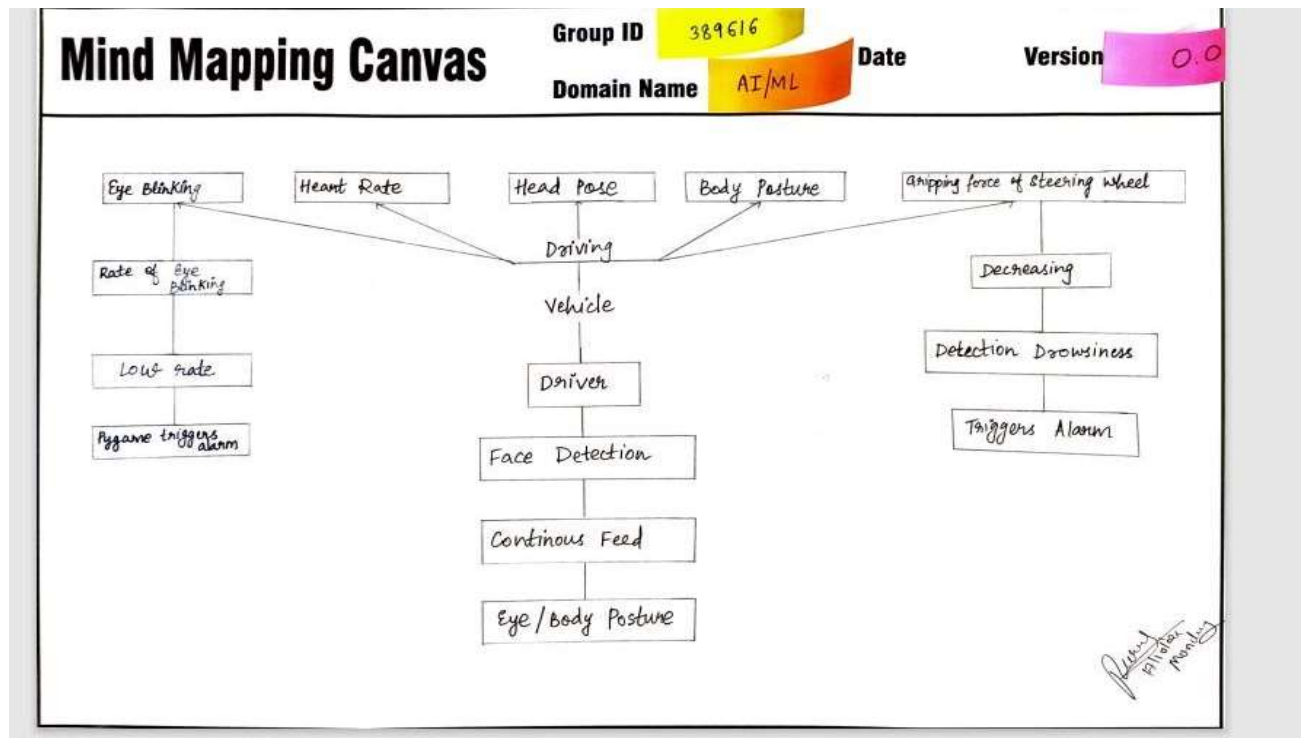 Mind Mapping Canvas
Group ID 389616
Domain Name AI/ML
Date
Version 0.0
Eye Blinking
Heart Rate
Head Pose
Body Posture
Gripping force of Steering wheel
Driving
Vehicle
Rate of Eye
Blinking
Low rate
Pygame triggers
alarm
Driver
Face Detection
Continous Feed
Eye/Body Posture
Decreasing
Detection Drowsiness
Triggers Alarm
Monday